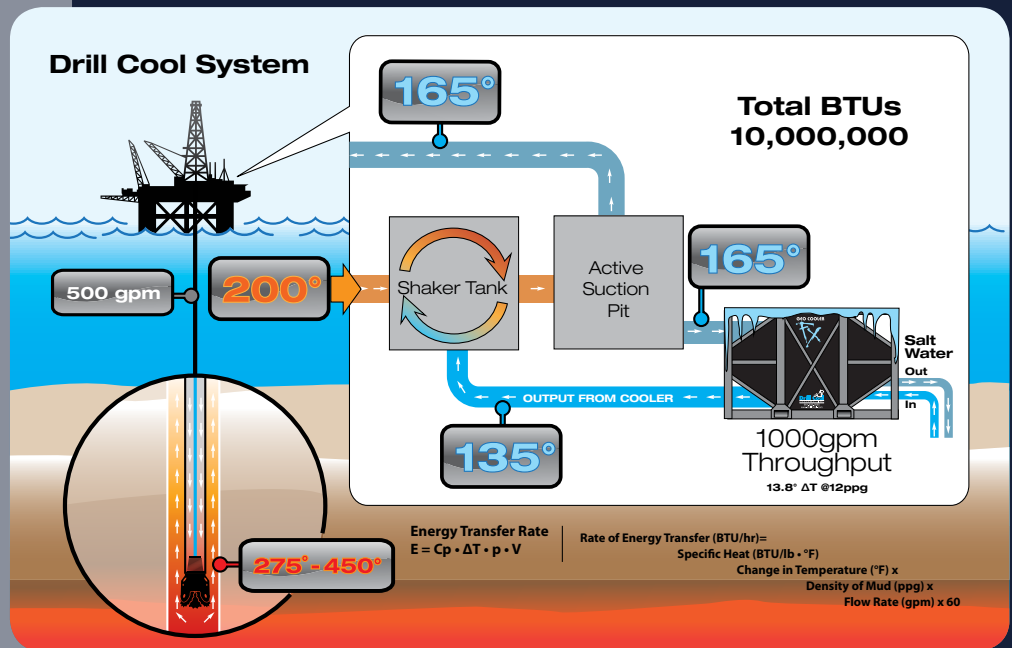 Drill Cool System
165°
Total BTUs
10,000,000
500 gpm
200°
Shaker Tank
Active
Suction
Pit
165°
GEO COOLER
FX
Salt
Water
Out
In
OUTPUT FROM COOLER
135°
1000gpm
Throughput
13.8° ΔT @12ppg
275° - 450°
Energy Transfer Rate
E = Cp • ΔT • p • V
Rate of Energy Transfer (BTU/hr)=
Specific Heat (BTU/lb • °F)
Change in Temperature (°F) x
Density of Mud (ppg) x
Flow Rate (gpm) x 60